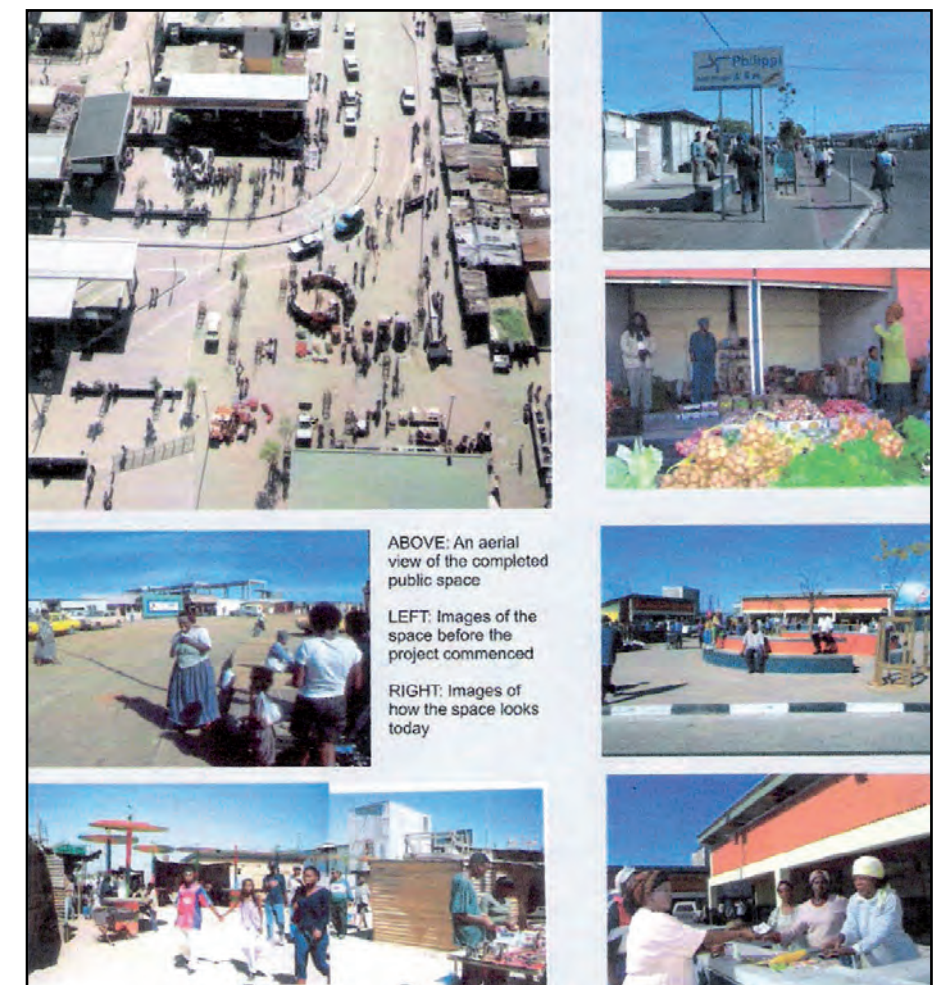 Philippi
ABOVE: An aerial
view of the completed
public space
LEFT: Images of the
space before the
project commenced
RIGHT: Images of
how the space looks
today